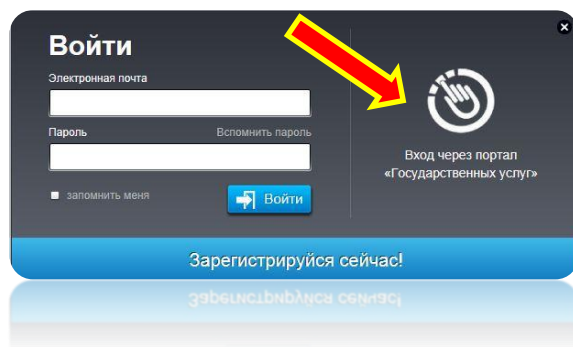 Войти
Электронная почта
Пароль
Вспомнить пароль
запомнить меня
Войти
Вход через портал
«Государственных услуг»
Зарегистрируйся сейчас!